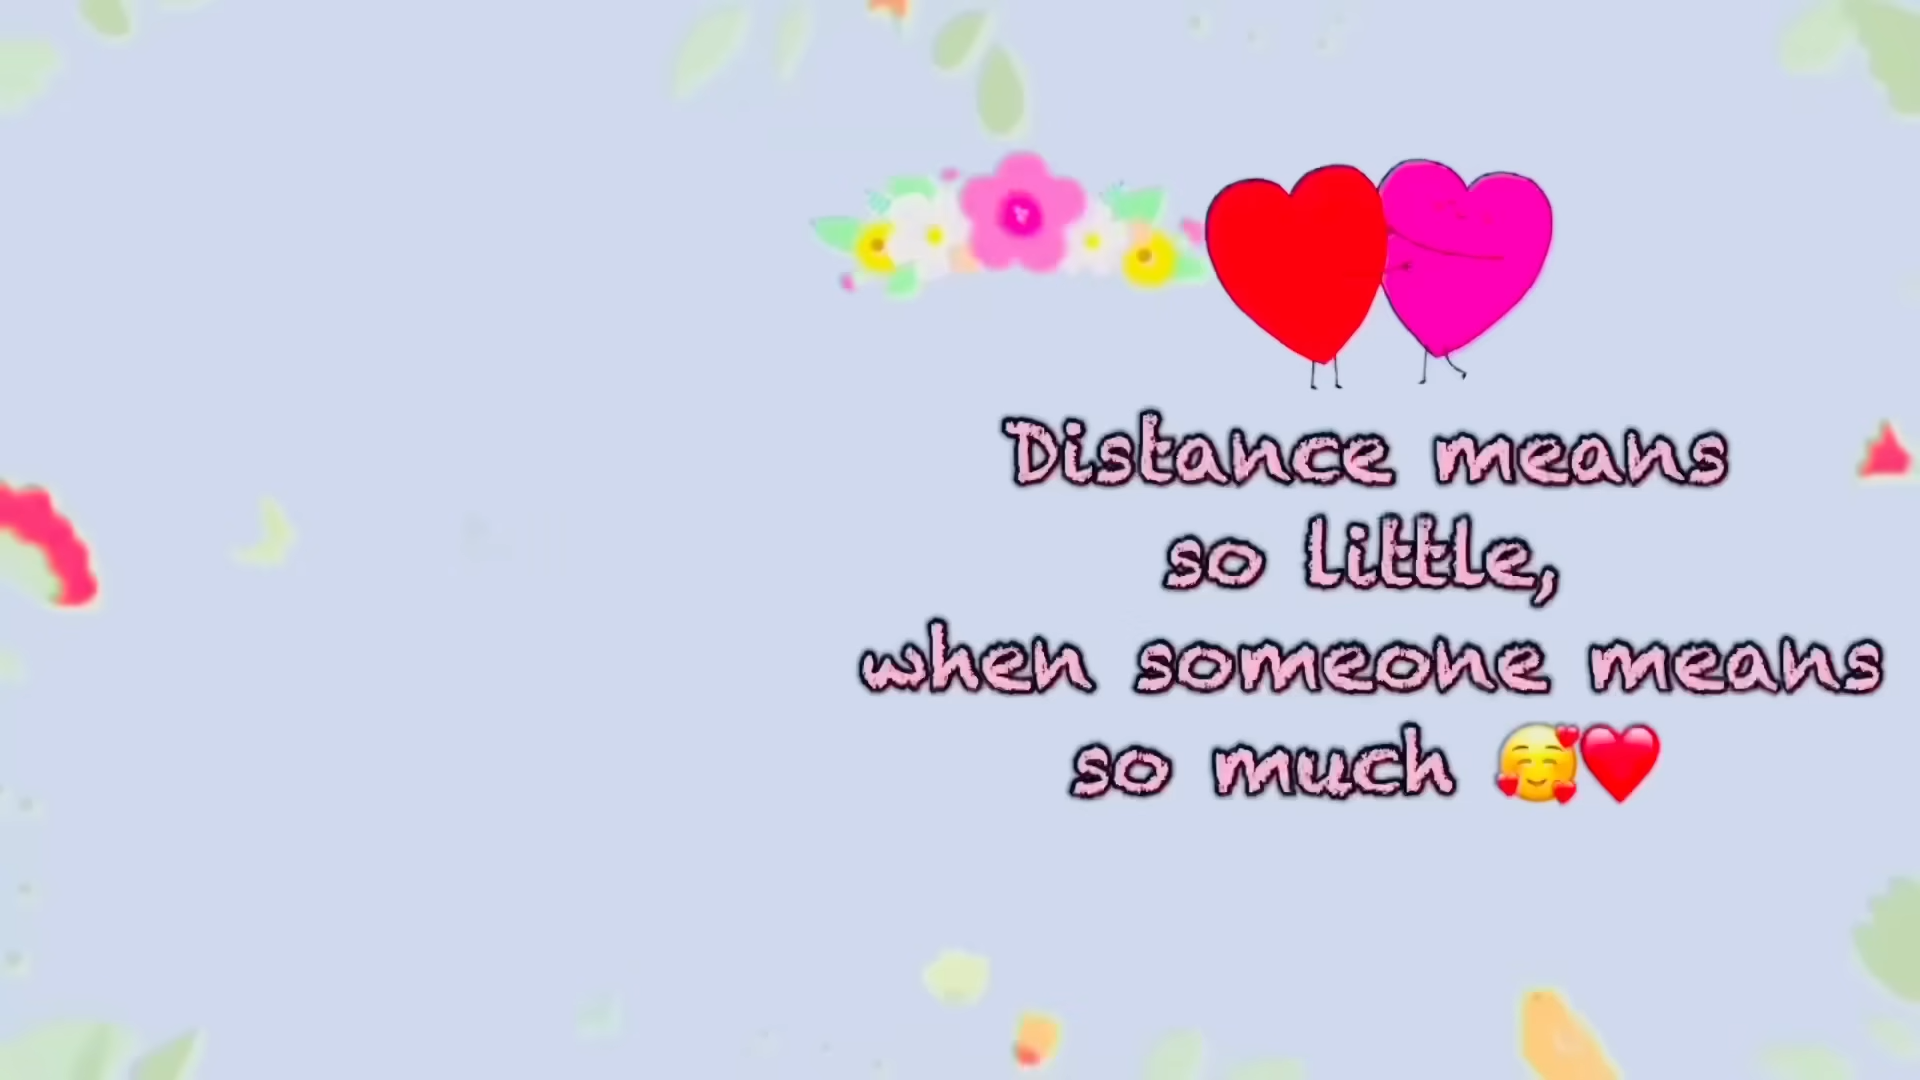 Distance means
so little,
when someone means
so much 🥰❤️